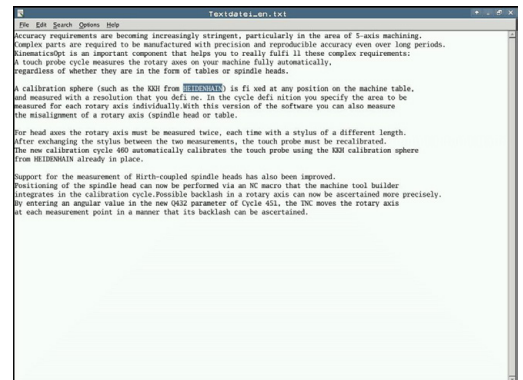 Textdatei_en.txt
File Edit Search Options Help
Accuracy requirements are becoming increasingly stringent, particularly in the area of 5-axis machining.
Complex parts are required to be manufactured with precision and reproducible accuracy even over long periods.
KinematicsOpt is an important component that helps you to really fulfi ll these complex requirements:
A touch probe cycle measures the rotary axes on your machine fully automatically,
regardless of whether they are in the form of tables or spindle heads.
A calibration sphere (such as the KKH from HEIDENHAIN) is fi xed at any position on the machine table,
and measured with a resolution that you defi ne. In the cycle defi nition you specify the area to be
measured for each rotary axis individually.With this version of the software you can also measure
the misalignment of a rotary axis (spindle head or table.
For head axes the rotary axis must be measured twice, each time with a stylus of a different length.
After exchanging the stylus between the two measurements, the touch probe must be recalibrated.
The new calibration cycle 460 automatically calibrates the touch probe using the KKH calibration sphere
from HEIDENHAIN already in place.
Support for the measurement of Hirth-coupled spindle heads has also been improved.
Positioning of the spindle head can now be performed via an NC macro that the machine tool builder
integrates in the calibration cycle.Possible backlash in a rotary axis can now be ascertained more precisely.
By entering an angular value in the new Q432 parameter of Cycle 451, the TNC moves the rotary axis
at each measurement point in a manner that its backlash can be ascertained.